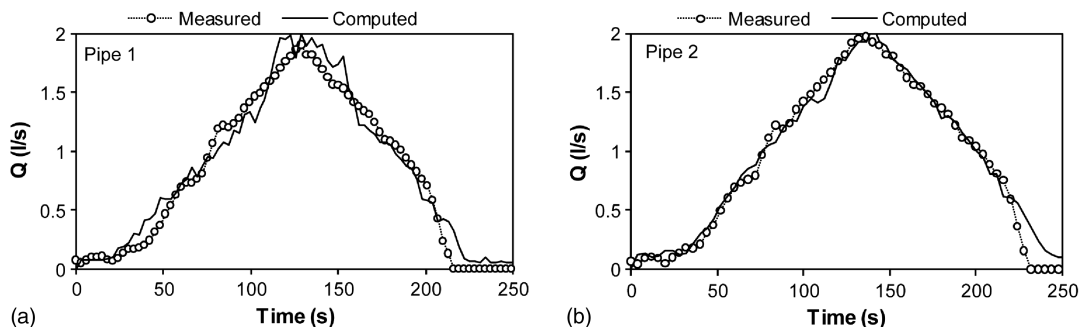 Measured Computed
Pipe 1
Q (l/s)
2
1.5
1
0.5
0
0 50 100 150 200 250
Time (s)
(a)
Measured Computed
Pipe 2
Q (l/s)
2
1.5
1
0.5
0
0 50 100 150 200 250
Time (s)
(b)